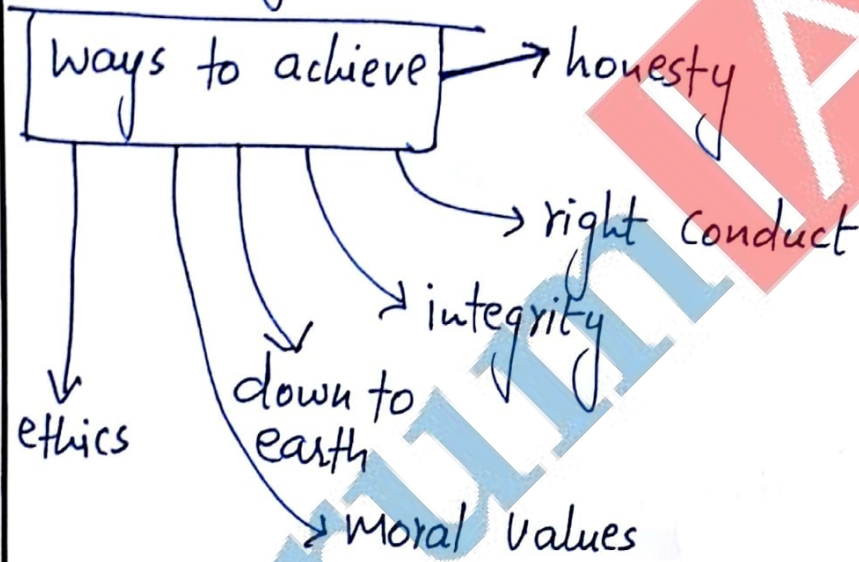 ways to achieve
honesty
right conduct
integrity
down to
earth
ethics
moral values